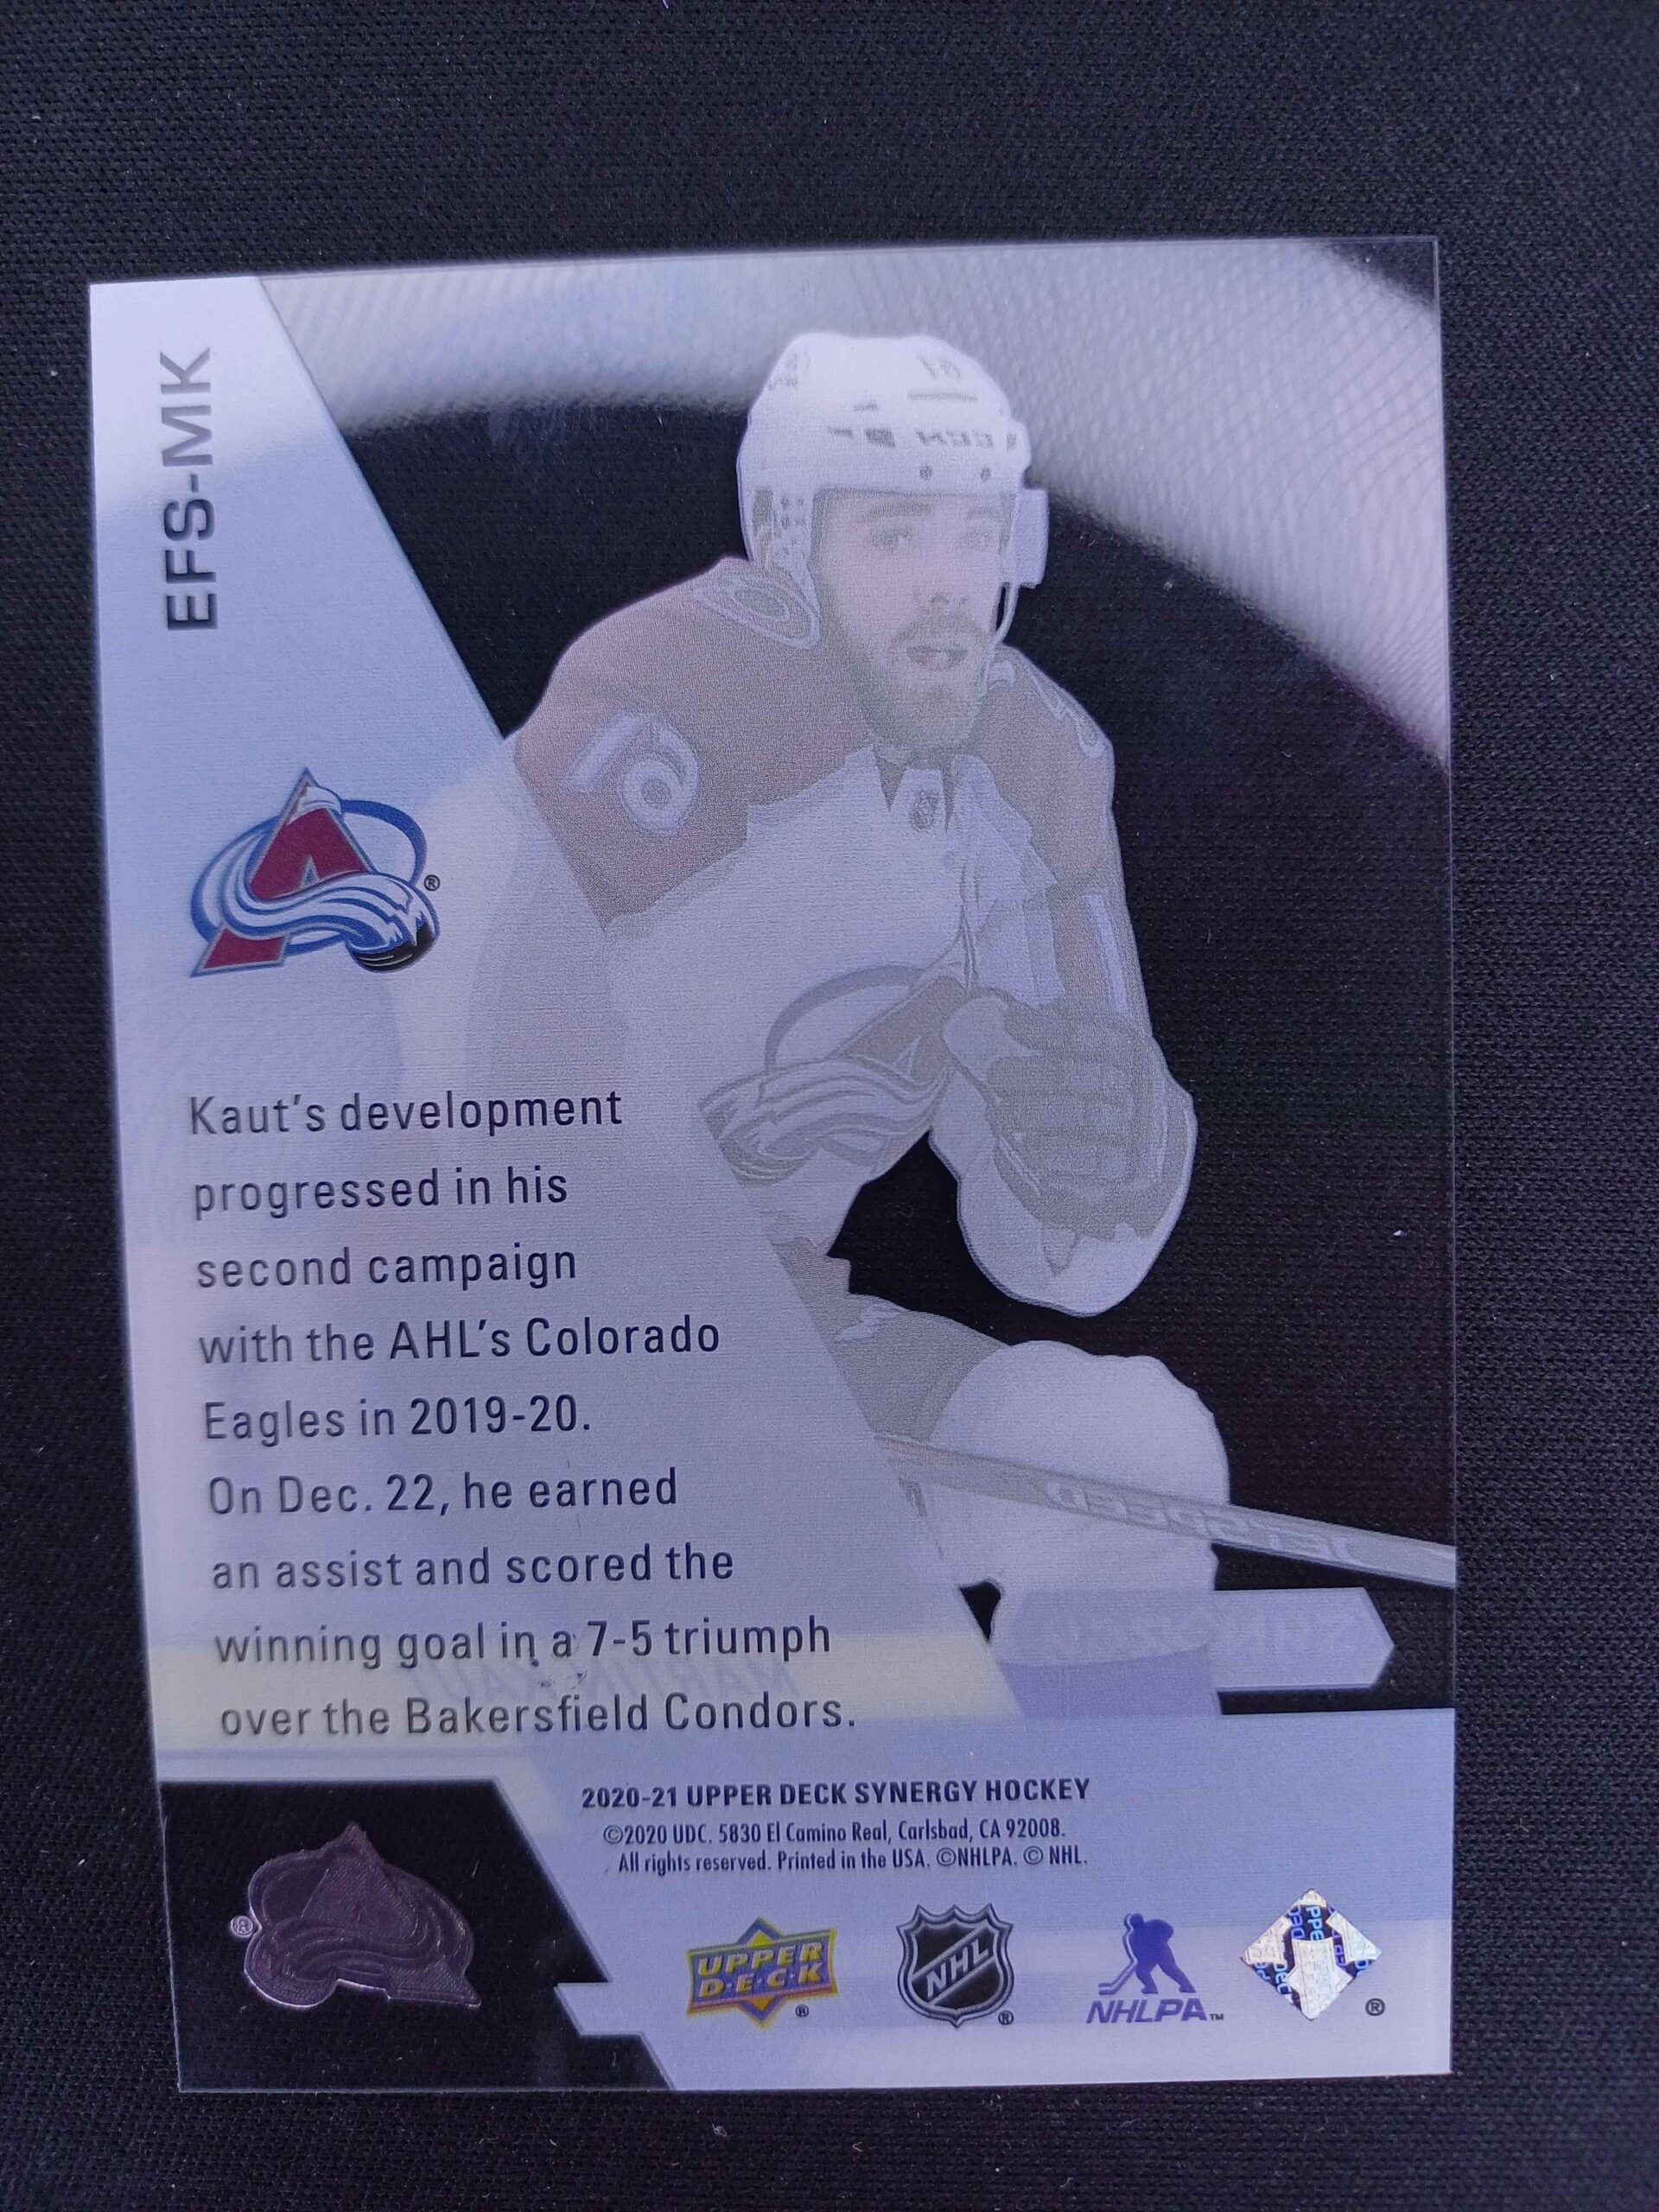 EFS-MK
®
Kaut's development
progressed in his
second campaign
with the AHL's Colorado
Eagles in 2019-20.
On Dec. 22, he earned
an assist and scored the
winning goal in a 7-5 triumph
over the Bakersfield Condors.
MARTIN KAUT
2020-21 UPPER DECK SYNERGY HOCKEY
©2020 UDC. 5830 El Camino Real, Carlsbad, CA 92008.
All rights reserved. Printed in the USA. ©NHLPA. © NHL.
®
UPPER
D·E·C·K
®
NHL
®
NHLPA™
®